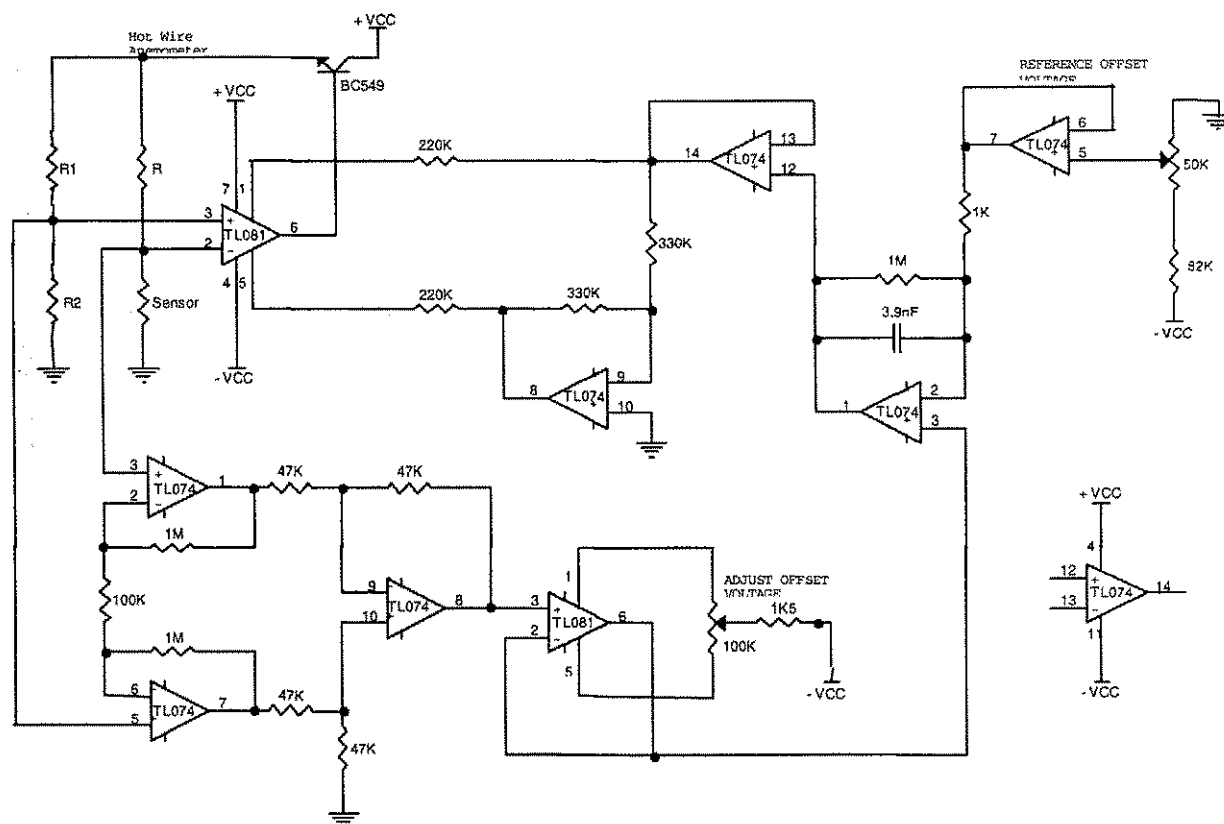 +VCC
Hot Wire
Anemometer
BC549
REFERENCE OFFSET
VOLTAGE
+VCC
R1
R
220K
14
13
12
TL074
7
6
5
TL074
50K
7
1
3
2
TL081
6
4
5
330K
1K
1M
82K
R2
Sensor
220K
330K
3.9nF
-VCC
-VCC
8
9
10
TL074
1
2
3
TL074
3
2
TL074
1
47K
47K
+VCC
1M
4
12
13
TL074
14
11
-VCC
100K
9
10
TL074
8
3
2
1
TL081
6
5
ADJUST OFFSET
VOLTAGE
1K5
100K
-VCC
1M
6
5
TL074
7
47K
47K